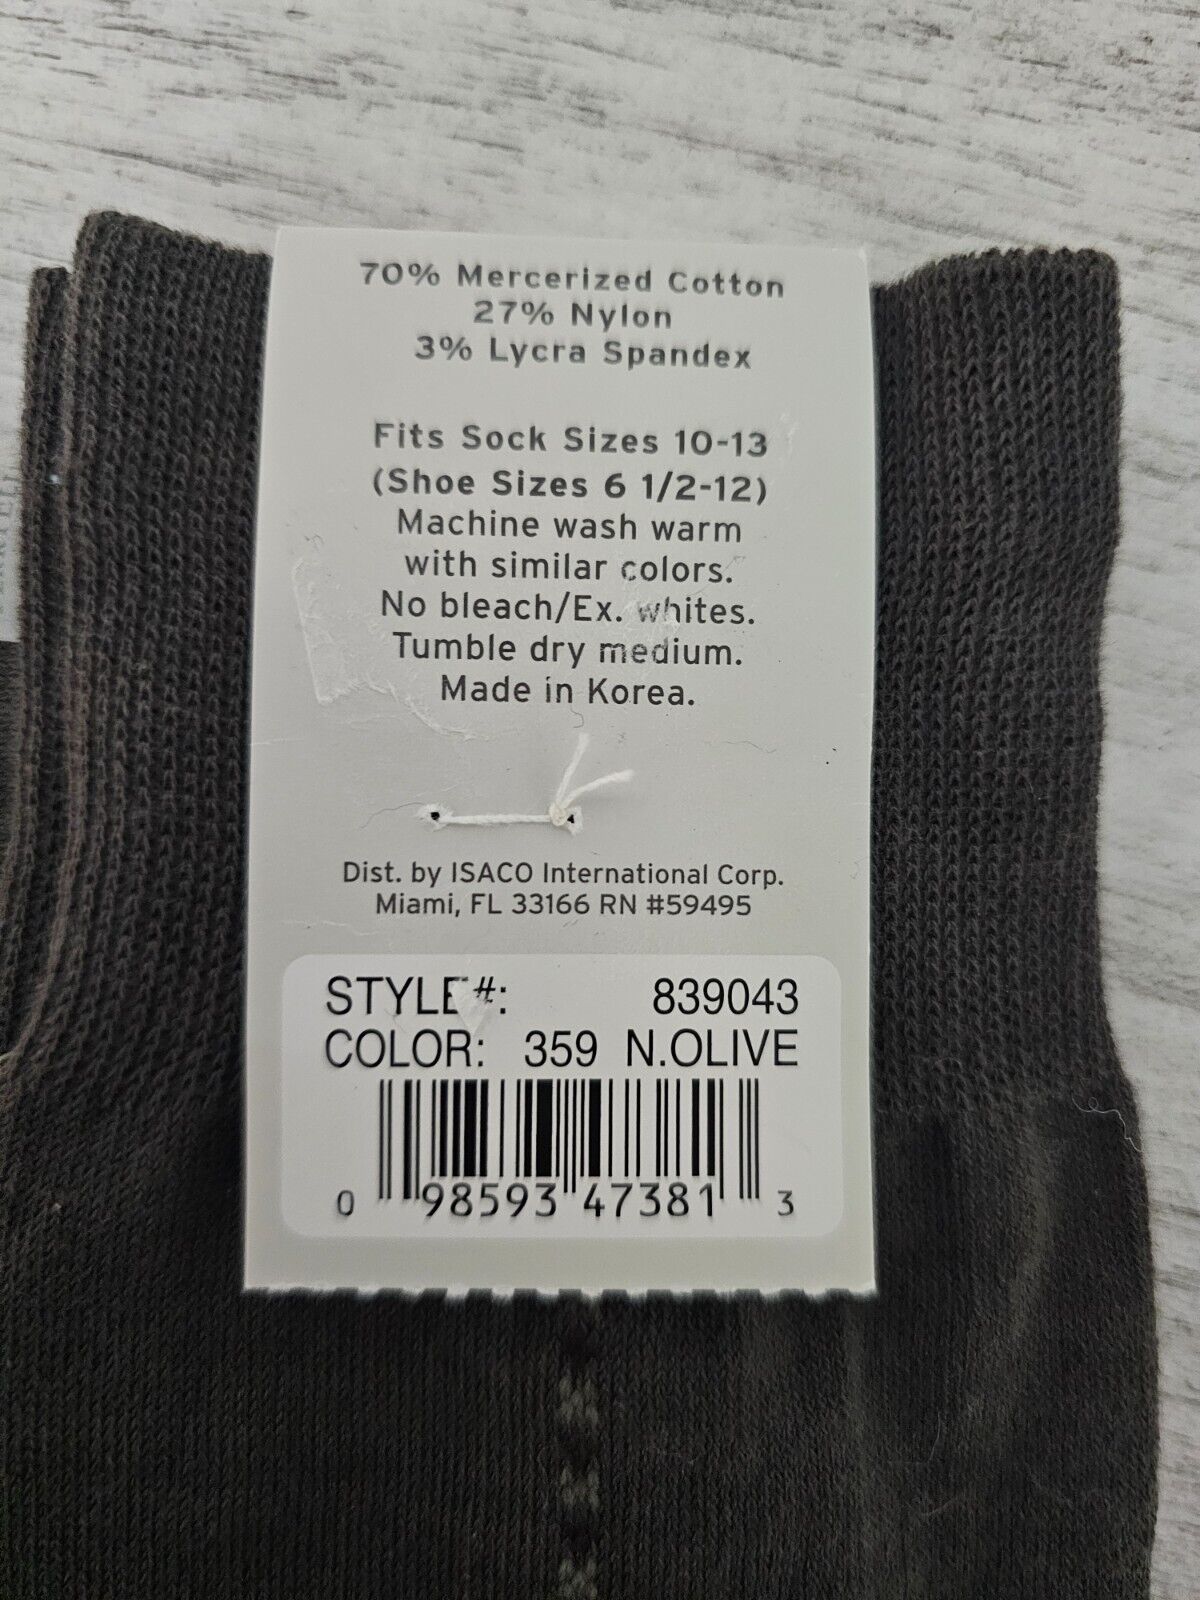 70% Mercerized Cotton
27% Nylon
3% Lycra Spandex
Fits Sock Sizes 10-13
(Shoe Sizes 6 1/2-12)
Machine wash warm
with similar colors.
No bleach/Ex. whites.
Tumble dry medium.
Made in Korea.
Dist. by ISACO International Corp.
Miami, FL 33166 RN #59495
STYLE#: 839043
COLOR: 359 N.OLIVE
0 98593 47381 3